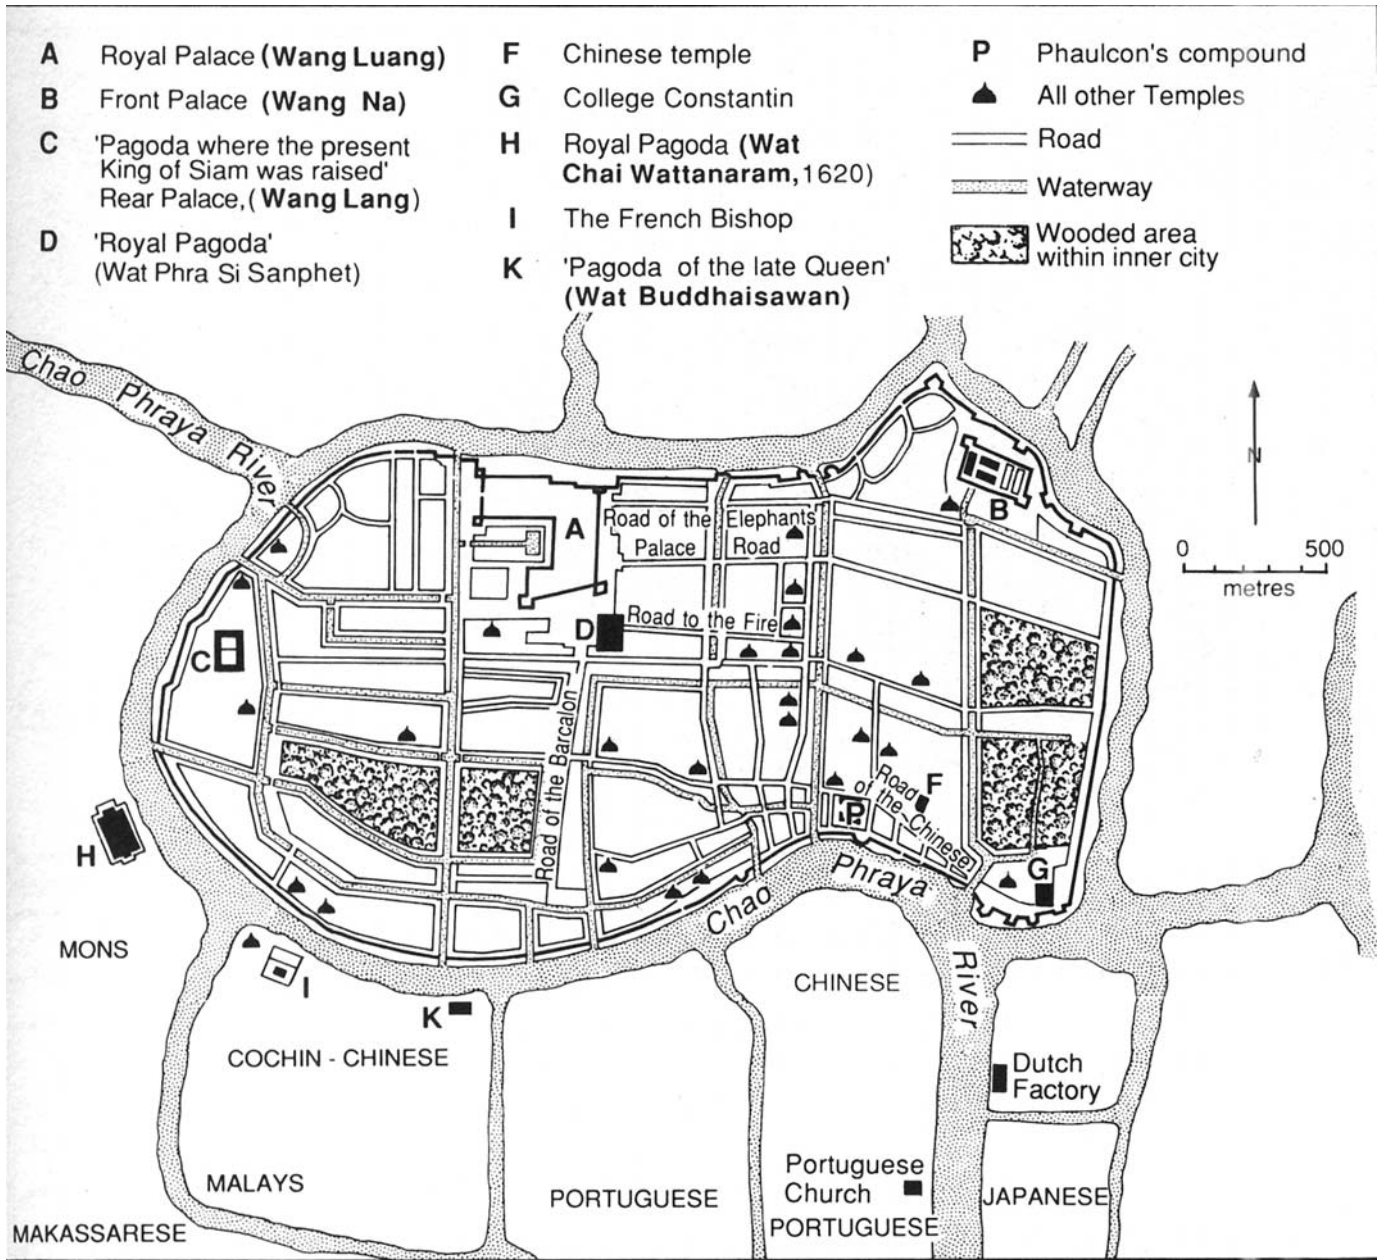 A Royal Palace (Wang Luang)
B Front Palace (Wang Na)
C 'Pagoda where the present
King of Siam was raised'
Rear Palace, (Wang Lang)
D 'Royal Pagoda'
(Wat Phra Si Sanphet)
F Chinese temple
G College Constantin
H Royal Pagoda (Wat
Chai Wattanaram, 1620)
I The French Bishop
K 'Pagoda of the late Queen'
(Wat Buddhaisawan)
P Phaulcon's compound
All other Temples
Road
Waterway
Wooded area
within inner city
Chao Phraya River
N
0 500
metres
A
B
Road of the
Palace
Elephants
Road
Road to the Fire
D
C
Road of the Barcalon
Road
of the Chinese
F
P
G
H
Chao Phraya River
MONS
I
K
CHINESE
COCHIN - CHINESE
Dutch
Factory
MALAYS
Portuguese
Church
PORTUGUESE
PORTUGUESE
JAPANESE
MAKASSARESE